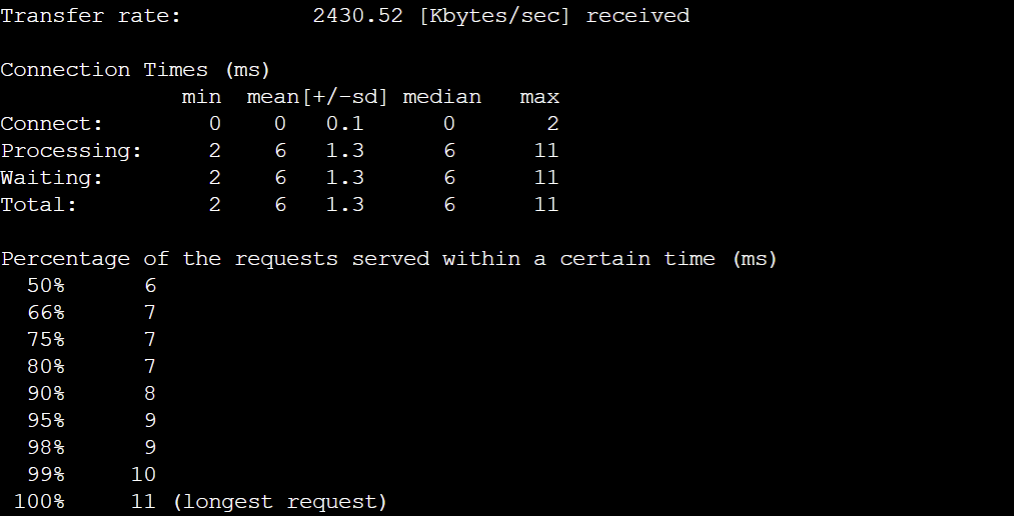 Transfer rate:          2430.52 [Kbytes/sec] received

Connection Times (ms)
              min  mean[+/-sd] median   max
Connect:        0    0   0.1      0       2
Processing:     2    6   1.3      6      11
Waiting:        2    6   1.3      6      11
Total:          2    6   1.3      6      11

Percentage of the requests served within a certain time (ms)
  50%      6
  66%      7
  75%      7
  80%      7
  90%      8
  95%      9
  98%      9
  99%     10
 100%     11 (longest request)